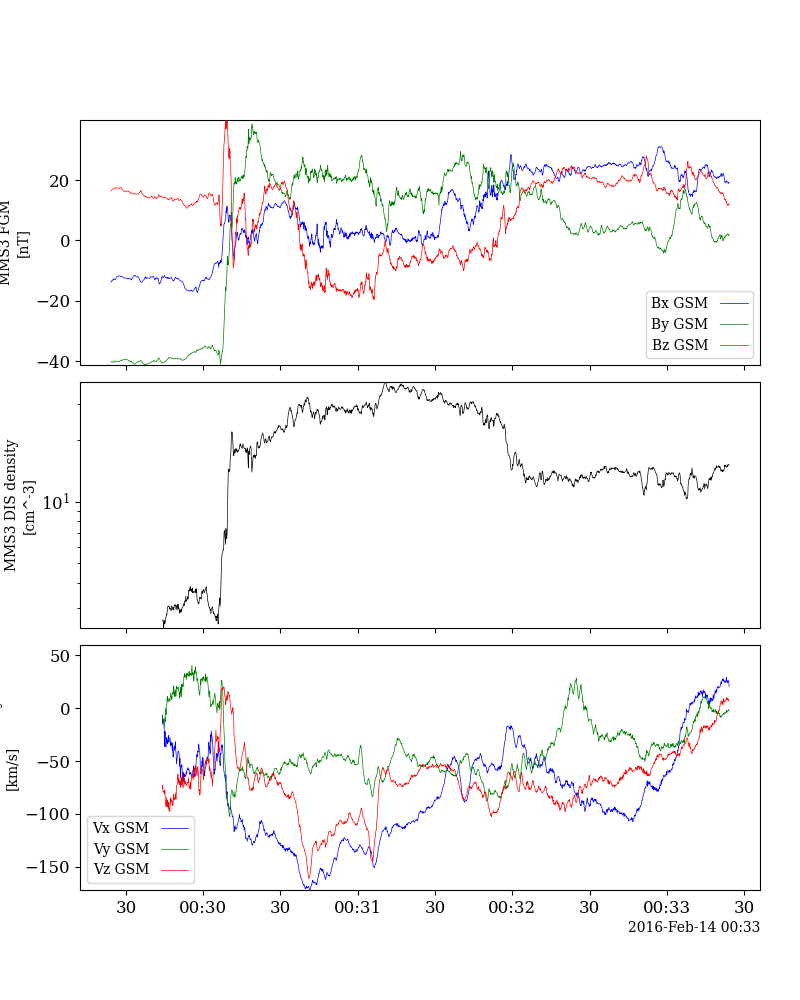 MMS3 FGM
[nT]
20
0
−20
−40
Bx GSM
By GSM
Bz GSM
MMS3 DIS density
[cm^-3]
10^1
[km/s]
50
0
−50
−100
−150
Vx GSM
Vy GSM
Vz GSM
30 00:30 30 00:31 30 00:32 30 00:33 30
2016-Feb-14 00:33